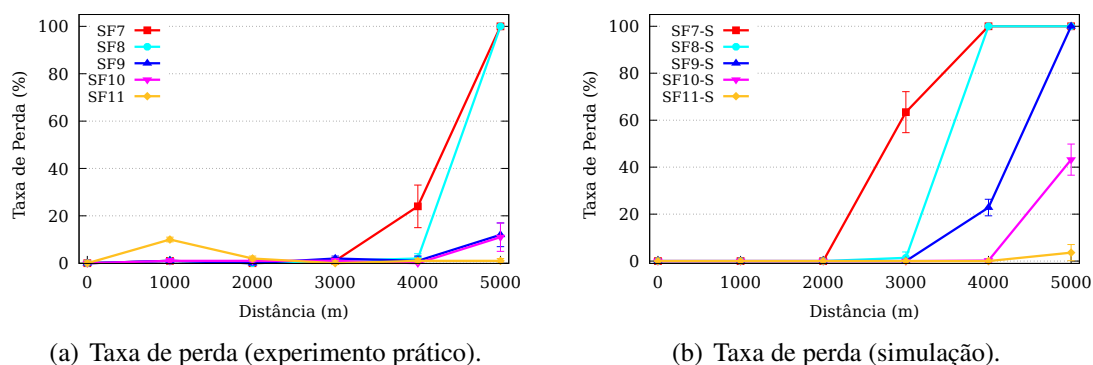 100
80
60
40
20
0
Taxa de Perda (%)
SF7
SF8
SF9
SF10
SF11
0 1000 2000 3000 4000 5000
Distância (m)
(a) Taxa de perda (experimento prático).
100
80
60
40
20
0
Taxa de Perda (%)
SF7-S
SF8-S
SF9-S
SF10-S
SF11-S
0 1000 2000 3000 4000 5000
Distância (m)
(b) Taxa de perda (simulação).